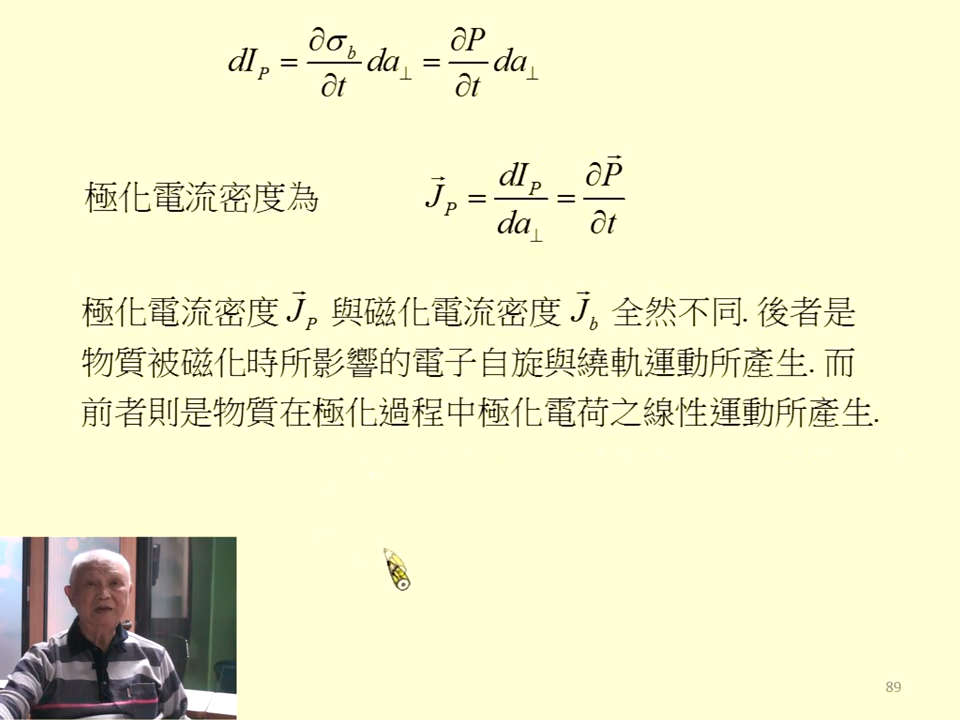 dI_P = ∂σ_b/∂t da_⊥ = ∂P/∂t da_⊥
極化電流密度為 J⃗_P = dI_P/da_⊥ = ∂P⃗/∂t
極化電流密度 J⃗_P 與磁化電流密度 J⃗_b 全然不同. 後者是
物質被磁化時所影響的電子自旋與繞軌運動所產生. 而
前者則是物質在極化過程中極化電荷之線性運動所產生.
89